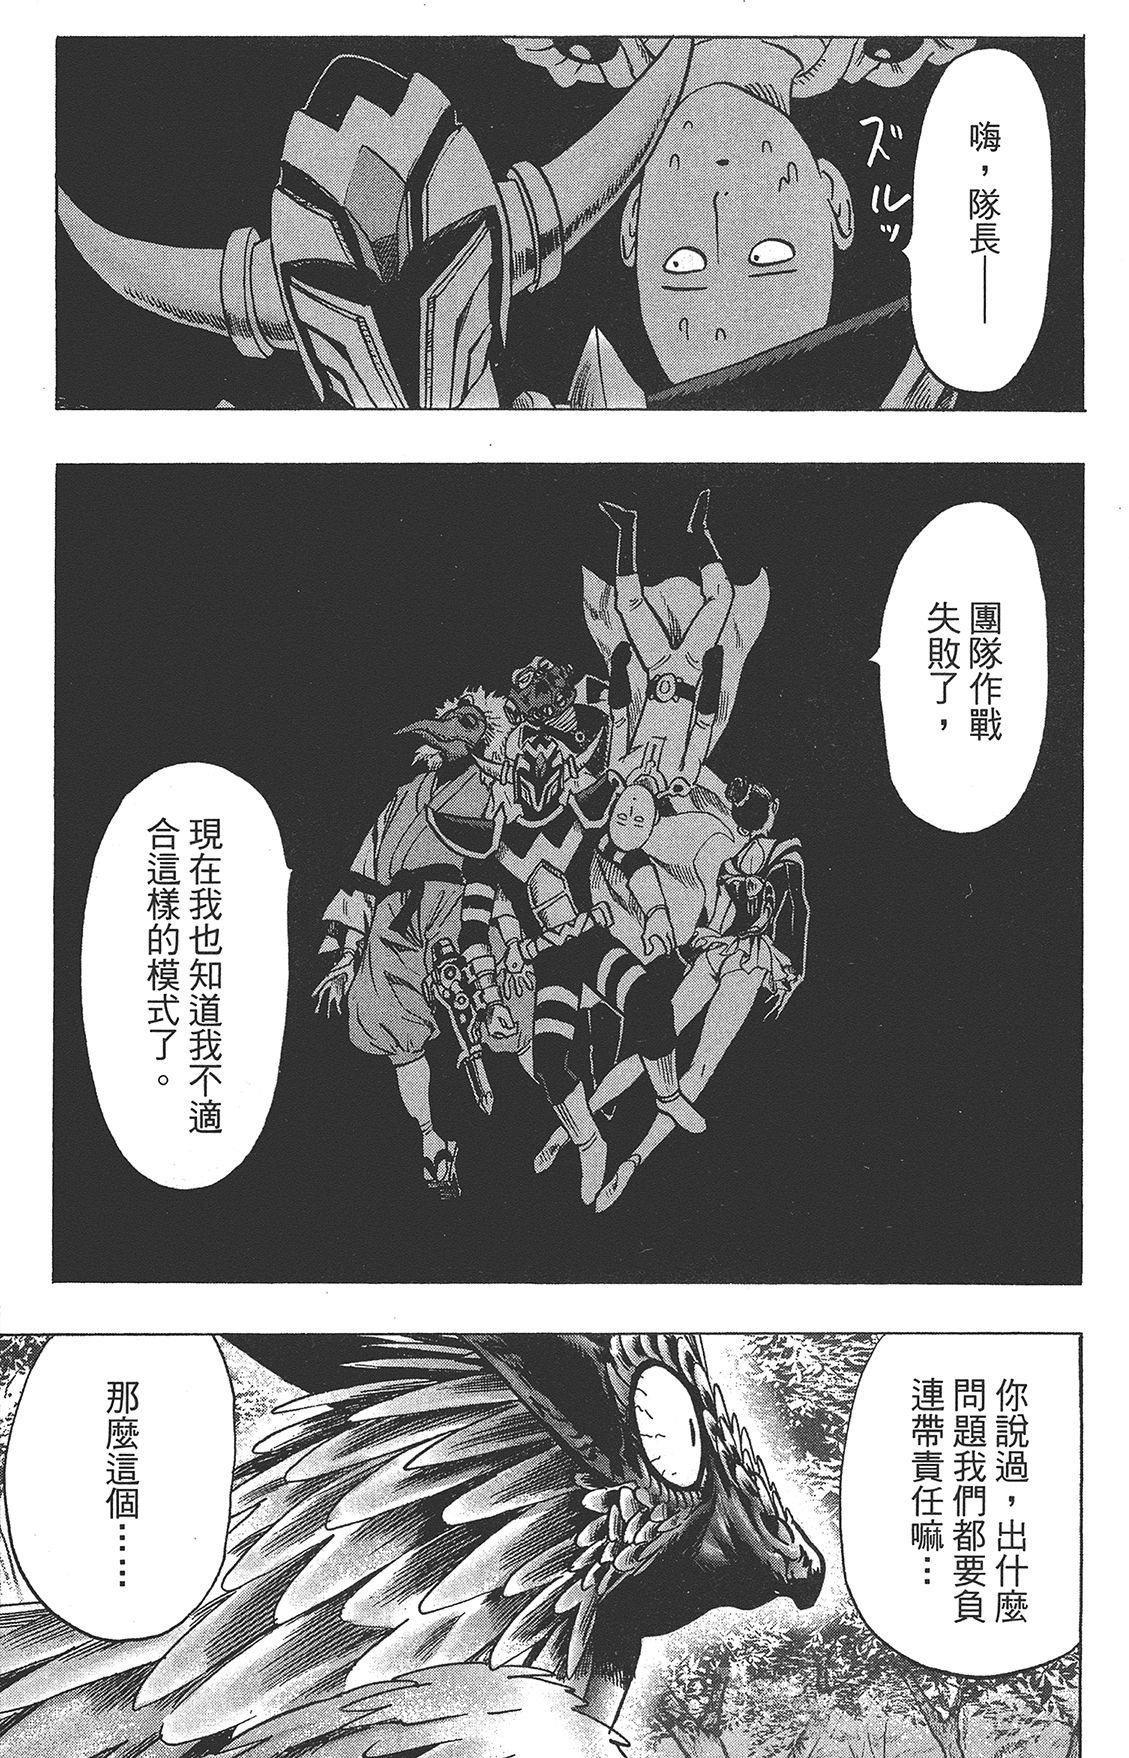 嗨，隊長——
ズルッ
團隊作戰
失敗了，
現在我也知道我不適
合這樣的模式了。
你說過，出什麼
問題我們都要負
連帶責任嘛…
那麼這個……